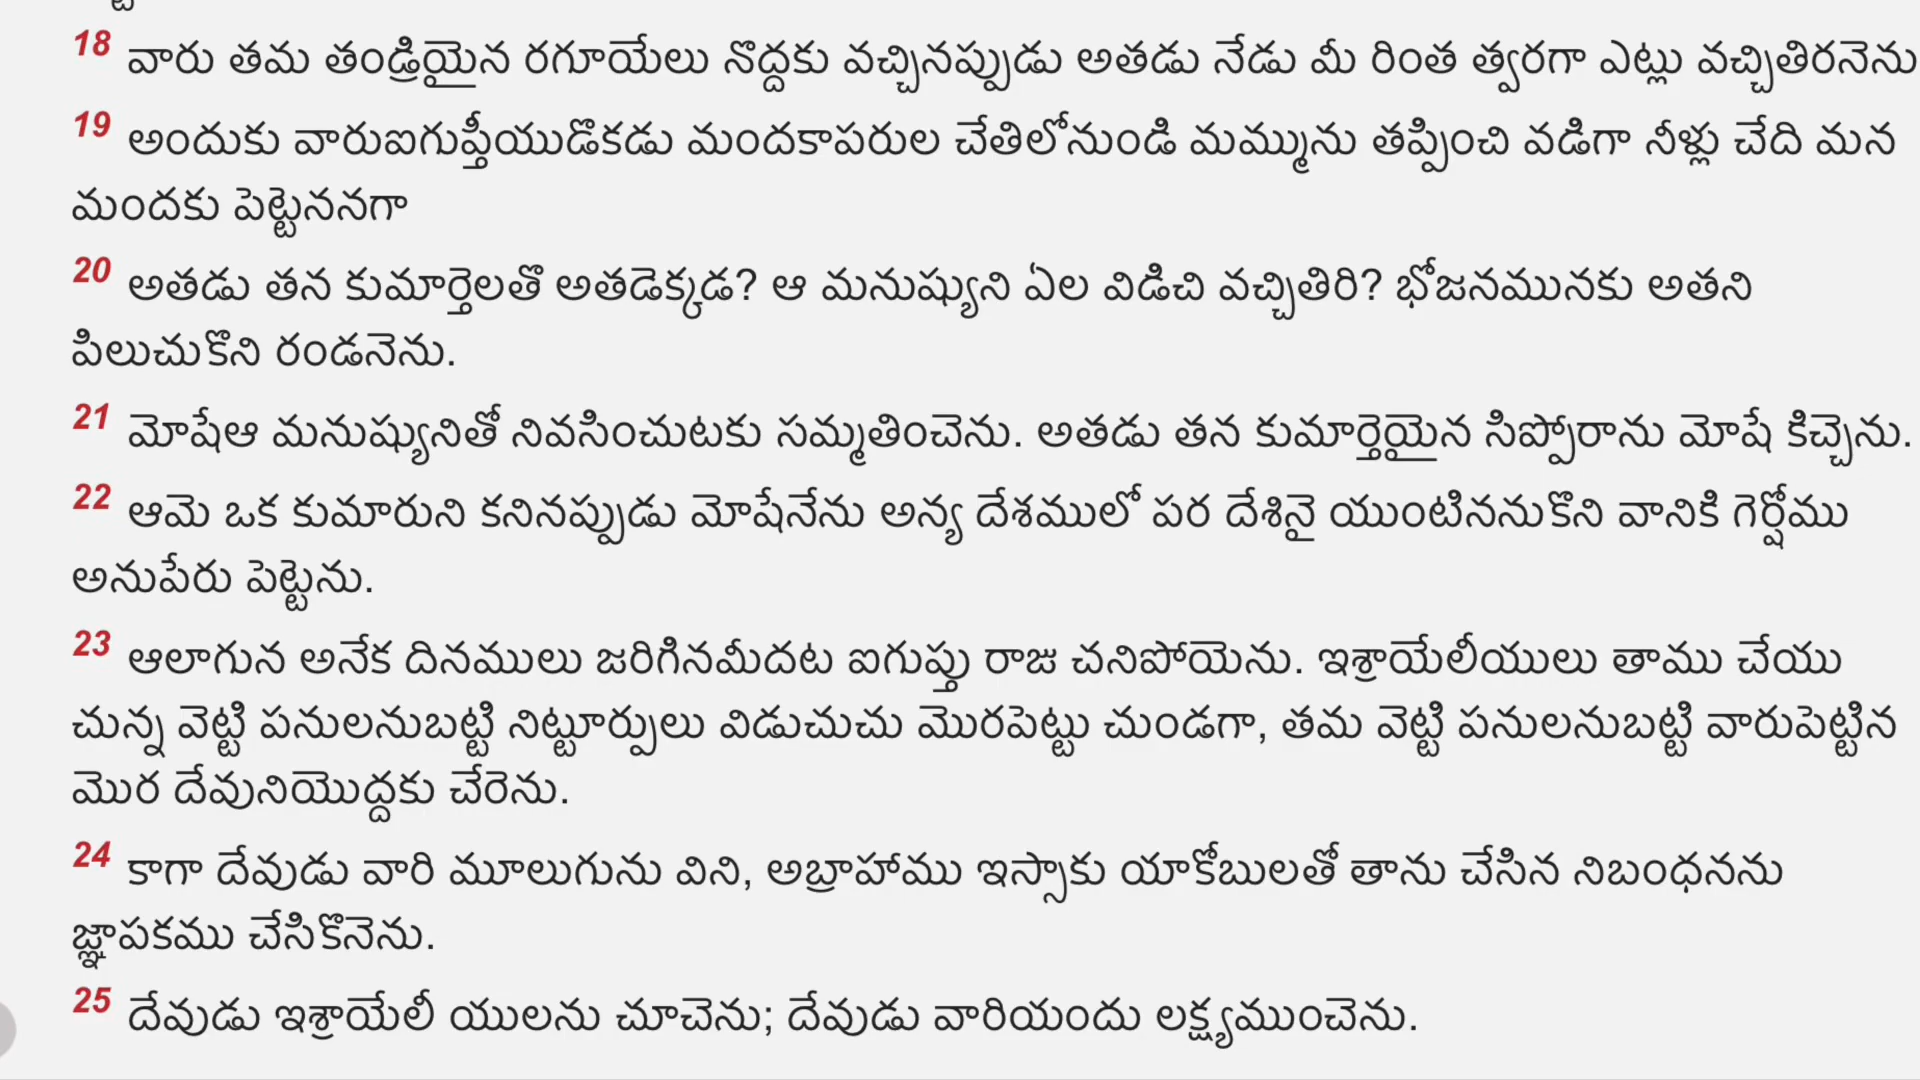 18 వారు తమ తండ్రియైన రగూయేలు నొద్దకు వచ్చినప్పుడు అతడు నేడు మీ రింత త్వరగా ఎట్లు వచ్చితిరనెను
19 అందుకు వారుఐగుప్తీయుడొకడు మందకాపరుల చేతిలోనుండి మమ్మును తప్పించి వడిగా నీళ్లు చేది మన
మందకు పెట్టెననగా
20 అతడు తన కుమార్తెలతొ అతడెక్కడ? ఆ మనుష్యుని ఏల విడిచి వచ్చితిరి? భోజనమునకు అతని
పిలుచుకొని రండనెను.
21 మోషేఆ మనుష్యునితో నివసించుటకు సమ్మతించెను. అతడు తన కుమార్తెయైన సిప్పోరాను మోషే కిచ్చెను.
22 ఆమె ఒక కుమారుని కనినప్పుడు మోషేనేను అన్య దేశములో పర దేశినై యుంటిననుకొని వానికి గెర్షోము
అనుపేరు పెట్టెను.
23 ఆలాగున అనేక దినములు జరిగినమీదట ఐగుప్తు రాజు చనిపోయెను. ఇశ్రాయేలీయులు తాము చేయు
చున్న వెట్టి పనులనుబట్టి నిట్టూర్పులు విడుచుచు మొరపెట్టు చుండగా, తమ వెట్టి పనులనుబట్టి వారుపెట్టిన
మొర దేవునియొద్దకు చేరెను.
24 కాగా దేవుడు వారి మూలుగును విని, అబ్రాహాము ఇస్సాకు యాకోబులతో తాను చేసిన నిబంధనను
జ్ఞాపకము చేసికొనెను.
25 దేవుడు ఇశ్రాయేలీ యులను చూచెను; దేవుడు వారియందు లక్ష్యముంచెను.